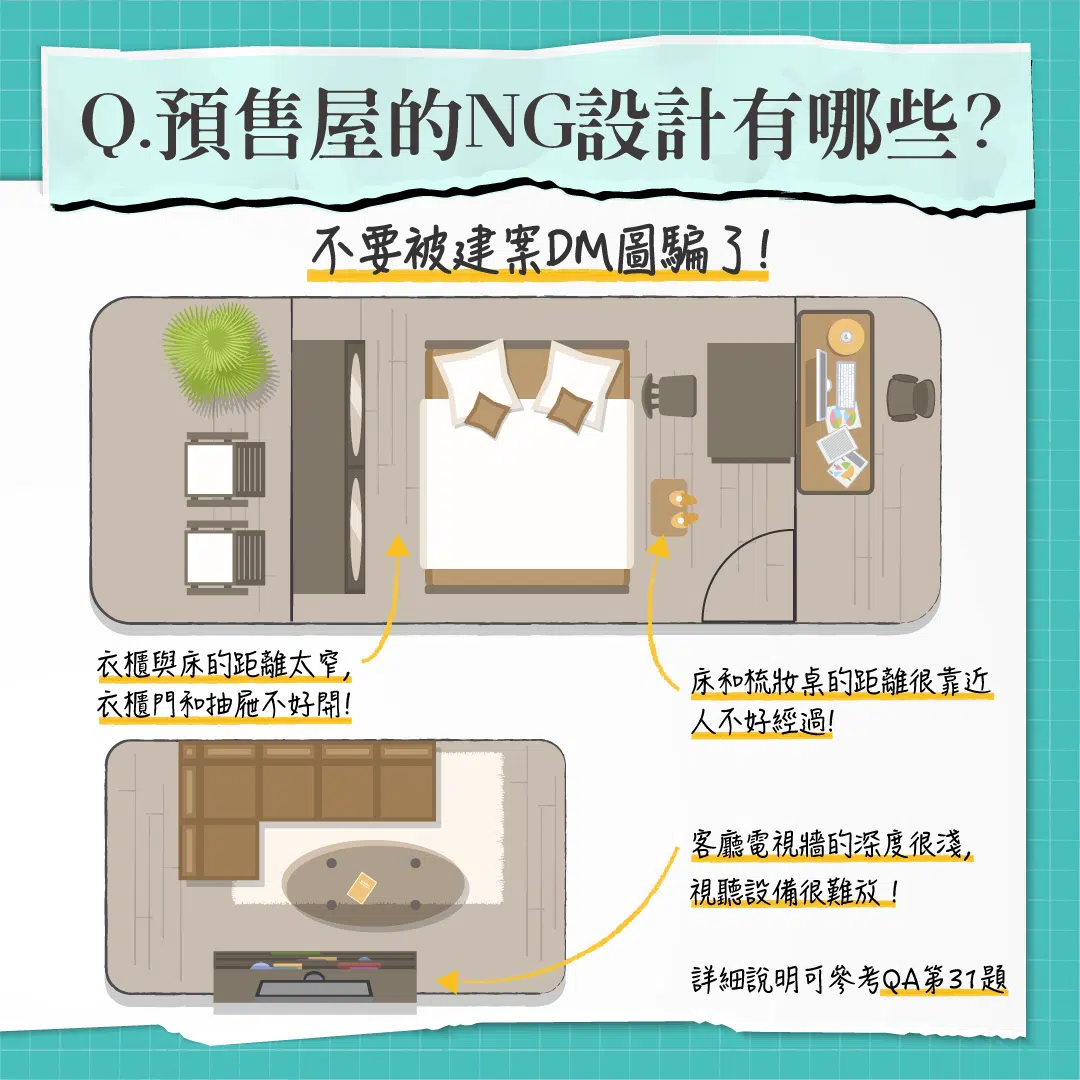 Q.預售屋的NG設計有哪些?
不要被建案DM圖騙了!
衣櫃與床的距離太窄,
衣櫃門和抽屜不好開!
床和梳妝桌的距離很靠近
人不好經過!
客廳電視牆的深度很淺,
視聽設備很難放!
詳細說明可參考QA第31題